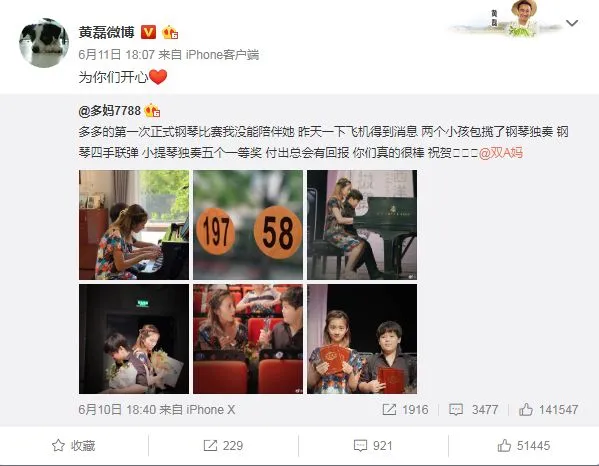 黄磊
黄磊微博
6月11日 18:07 来自 iPhone客户端
为你们开心❤️
@多妈7788
多多的第一次正式钢琴比赛我没能陪伴她 昨天一下飞机得到消息 两个小孩包揽了钢琴独奏 钢
琴四手联弹 小提琴独奏五个一等奖 付出总会有回报 你们真的很棒 祝贺□□□@双A妈
197 58
6月10日 18:40 来自 iPhone X 1916 3477 141547
收藏 229 921 51445